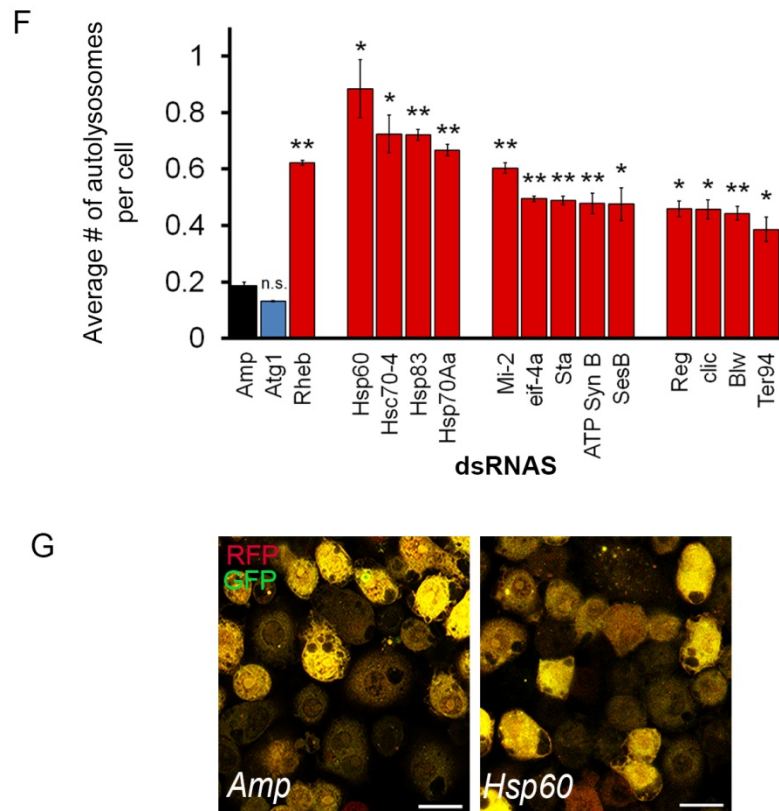 F
Average # of autolysosomes
per cell
1
0.8
0.6
0.4
0.2
0
n.s.
**
*
*
**
**
**
**
**
**
*
*
*
**
*
Amp
Atg1
Rheb
Hsp60
Hsc70-4
Hsp83
Hsp70Aa
Mi-2
eif-4a
Sta
ATP Syn B
SesB
Reg
clic
Blw
Ter94
dsRNAS
G
RFP
GFP
Amp
Hsp60